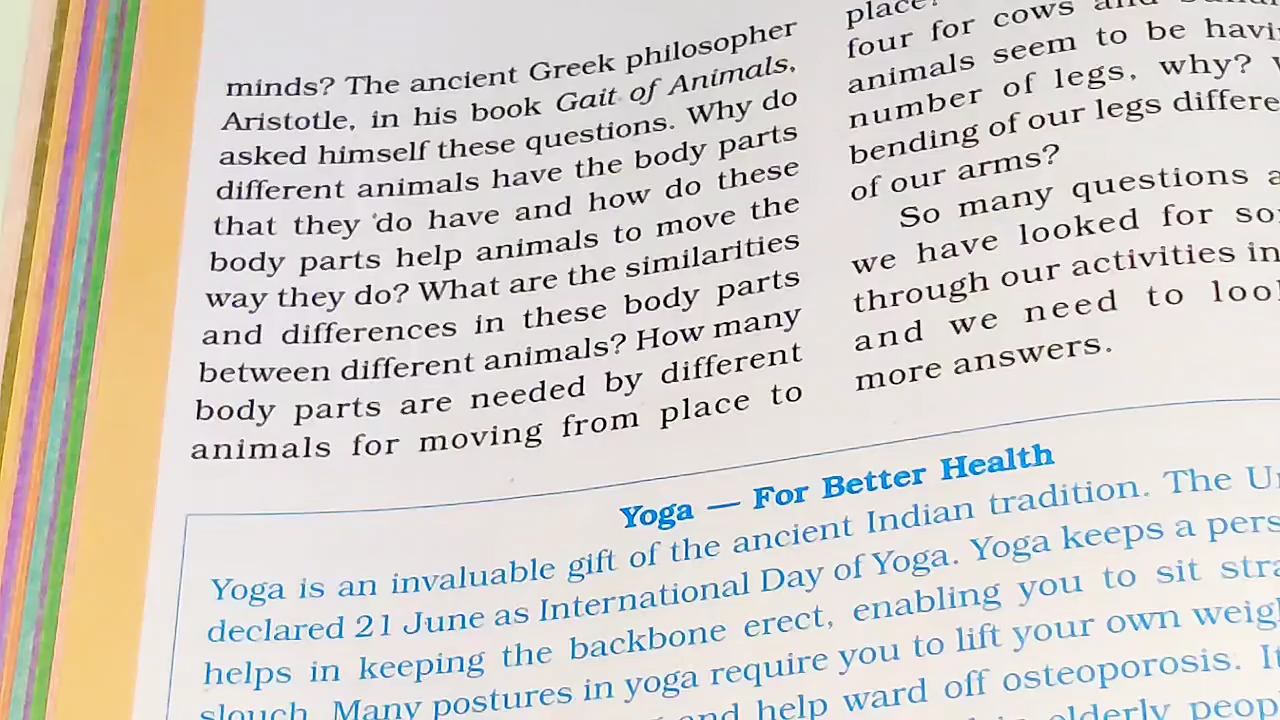 minds? The ancient Greek philosopher
Aristotle, in his book Gait of Animals,
asked himself these questions. Why do
different animals have the body parts
that they do have and how do these
body parts help animals to move the
way they do? What are the similarities
and differences in these body parts
between different animals? How many
body parts are needed by different
animals for moving from place to
place?
four for cows and
animals seem to be
number of legs, why?
bending of our legs
of our arms?
So many questions
we have looked for
through our activities in
and we need to
more answers.
Yoga — For Better Health
Yoga is an invaluable gift of the ancient Indian tradition. The
declared 21 June as International Day of Yoga. Yoga keeps a
helps in keeping the backbone erect, enabling you to sit
slouch. Many postures in yoga require you to lift your own
and help ward off osteoporosis.
elderly